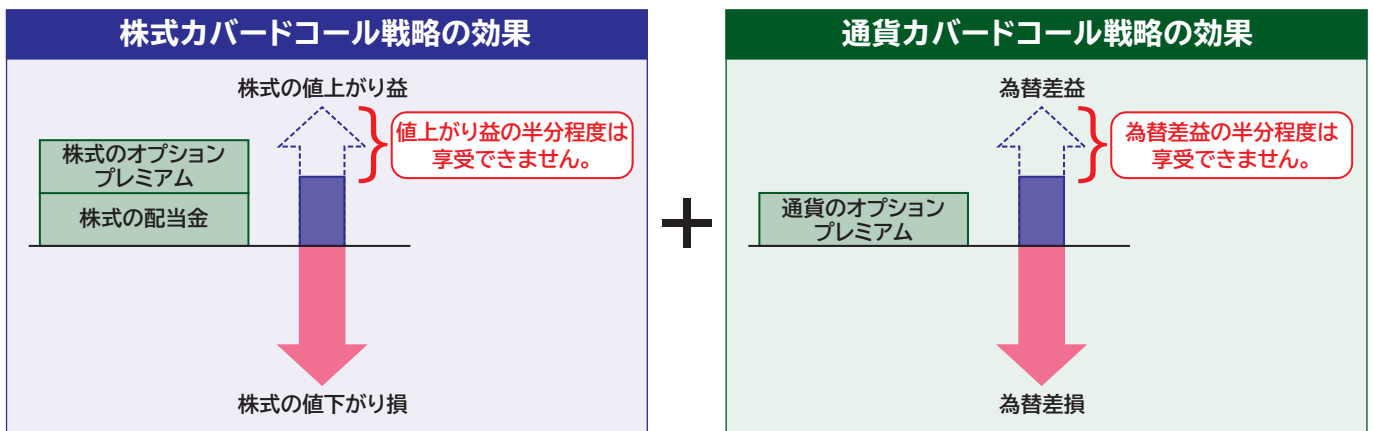 株式カバードコール戦略の効果
株式の値上がり益
値上がり益の半分程度は
享受できません。
株式のオプション
プレミアム
株式の配当金
株式の値下がり損
+
通貨カバードコール戦略の効果
為替差益
為替差益の半分程度は
享受できません。
通貨のオプション
プレミアム
為替差損